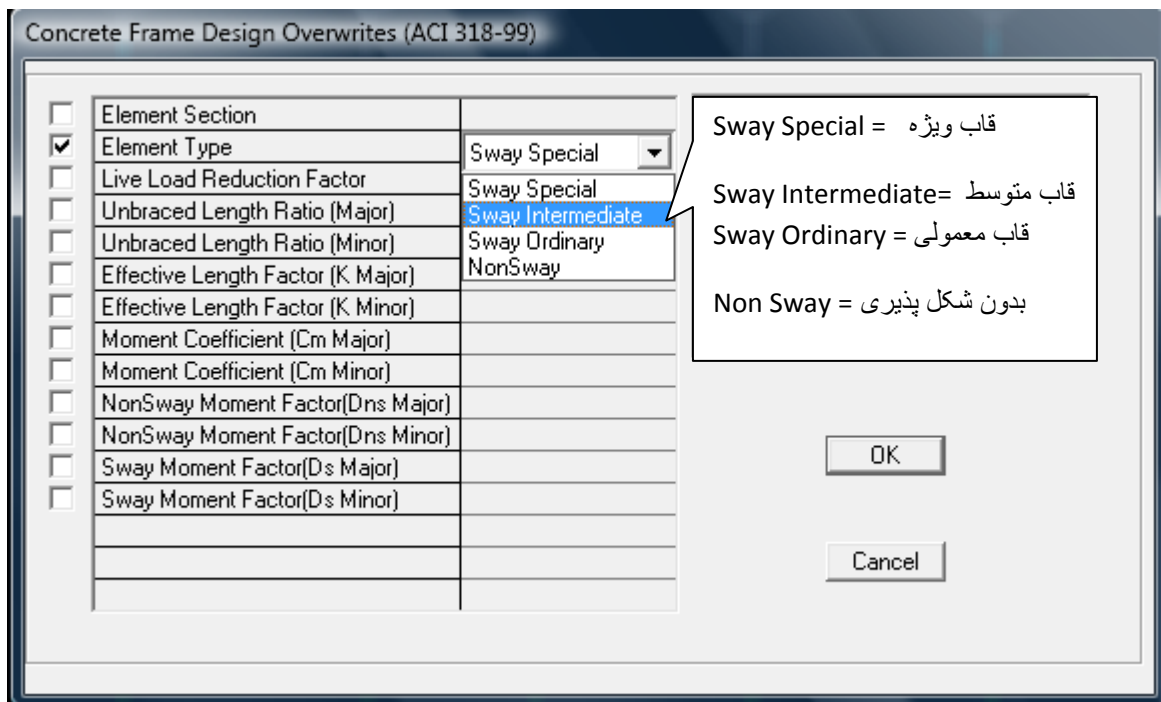 Concrete Frame Design Overwrites (ACI 318-99)
Element Section
Element Type
Sway Special
Live Load Reduction Factor
Sway Special
Unbraced Length Ratio (Major)
Sway Intermediate
Unbraced Length Ratio (Minor)
Sway Ordinary
Effective Length Factor (K Major)
NonSway
Effective Length Factor (K Minor)
Moment Coefficient (Cm Major)
Moment Coefficient (Cm Minor)
NonSway Moment Factor(Dns Major)
NonSway Moment Factor(Dns Minor)
Sway Moment Factor(Ds Major)
Sway Moment Factor(Ds Minor)
Sway Special = قاب ویژه
Sway Intermediate= قاب متوسط
Sway Ordinary = قاب معمولی
Non Sway = بدون شکل پذیری
OK
Cancel